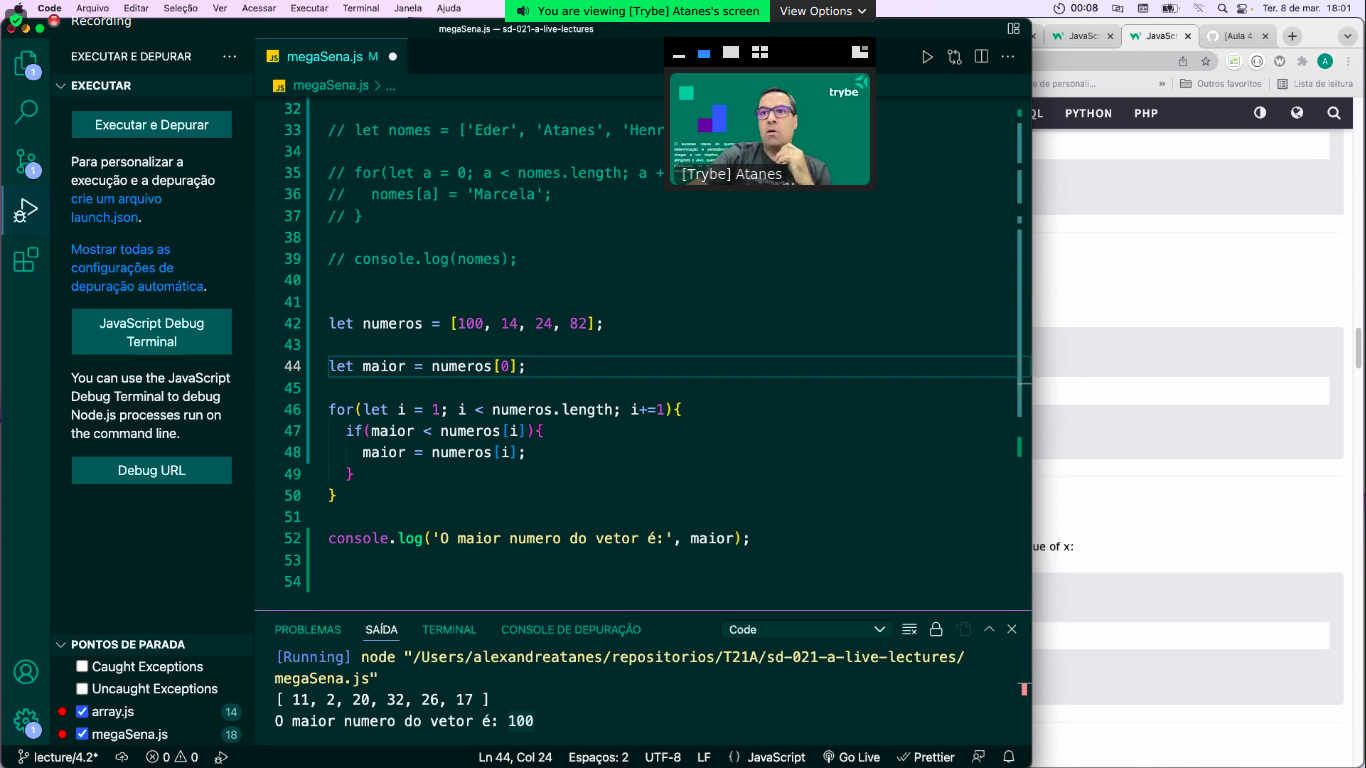 Code Arquivo Editar Seleção Ver Acessar Executar Terminal Janela Ajuda
You are viewing [Trybe] Atanes's screen
View Options
00:08
Ter. 8 de mar. 18:01
Recording
megaSena.js — sd-021-a-live-lectures
EXECUTAR E DEPURAR
EXECUTAR
Executar e Depurar
Para personalizar a
execução e a depuração
crie um arquivo
launch.json.
Mostrar todas as
configurações de
depuração automática.
JavaScript Debug
Terminal
You can use the JavaScript
Debug Terminal to debug
Node.js processes run on
the command line.
Debug URL
PONTOS DE PARADA
Caught Exceptions
Uncaught Exceptions
array.js 14
megaSena.js 18
megaSena.js M
megaSena.js > ...
32
33 // let nomes = ['Eder', 'Atanes', 'Henr
34
35 // for(let a = 0; a < nomes.length; a +
36 //   nomes[a] = 'Marcela';
37 // }
38
39 // console.log(nomes);
40
41
42 let numeros = [100, 14, 24, 82];
43
44 let maior = numeros[0];
45
46 for(let i = 1; i < numeros.length; i+=1){
47   if(maior < numeros[i]){
48     maior = numeros[i];
49   }
50 }
51
52 console.log('O maior numero do vetor é:', maior);
53
54
trybe
[Trybe] Atanes
PROBLEMAS SAÍDA TERMINAL CONSOLE DE DEPURAÇÃO
Code
[Running] node "/Users/alexandreatanes/repositorios/T21A/sd-021-a-live-lectures/
megaSena.js"
[ 11, 2, 20, 32, 26, 17 ]
O maior numero do vetor é: 100
lecture/4.2* 0 0 Ln 44, Col 24 Espaços: 2 UTF-8 LF JavaScript Go Live Prettier
JavaSc JavaSc [Aula 4.
de personali... » Outros favoritos Lista de leitura
QL PYTHON PHP
ue of x: